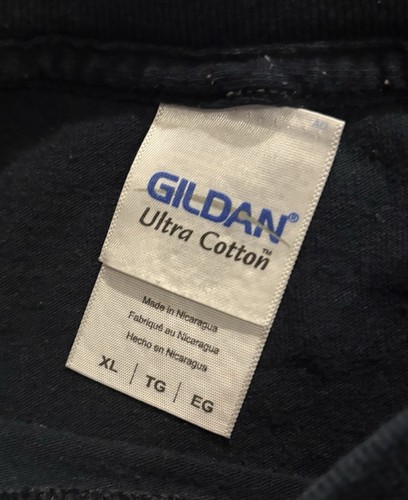 GILDAN®
Ultra Cotton™
Made in Nicaragua
Fabriqué au Nicaragua
Hecho en Nicaragua
XL | TG | EG